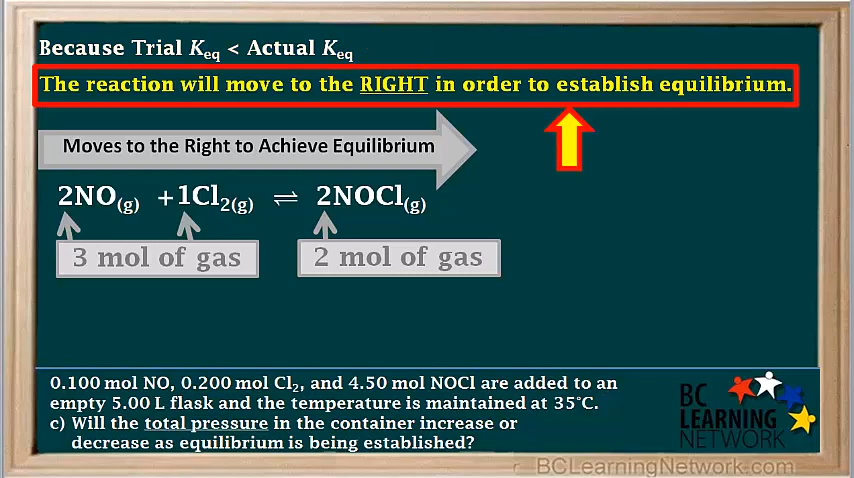 Because Trial Keq < Actual Keq
The reaction will move to the RIGHT in order to establish equilibrium.
Moves to the Right to Achieve Equilibrium
2NO(g) +1Cl2(g) ⇌ 2NOCl(g)
3 mol of gas 2 mol of gas
0.100 mol NO, 0.200 mol Cl2, and 4.50 mol NOCl are added to an
empty 5.00 L flask and the temperature is maintained at 35°C.
c) Will the total pressure in the container increase or
decrease as equilibrium is being established?
BC
LEARNING
NETWORK
BCLearningNetwork.com